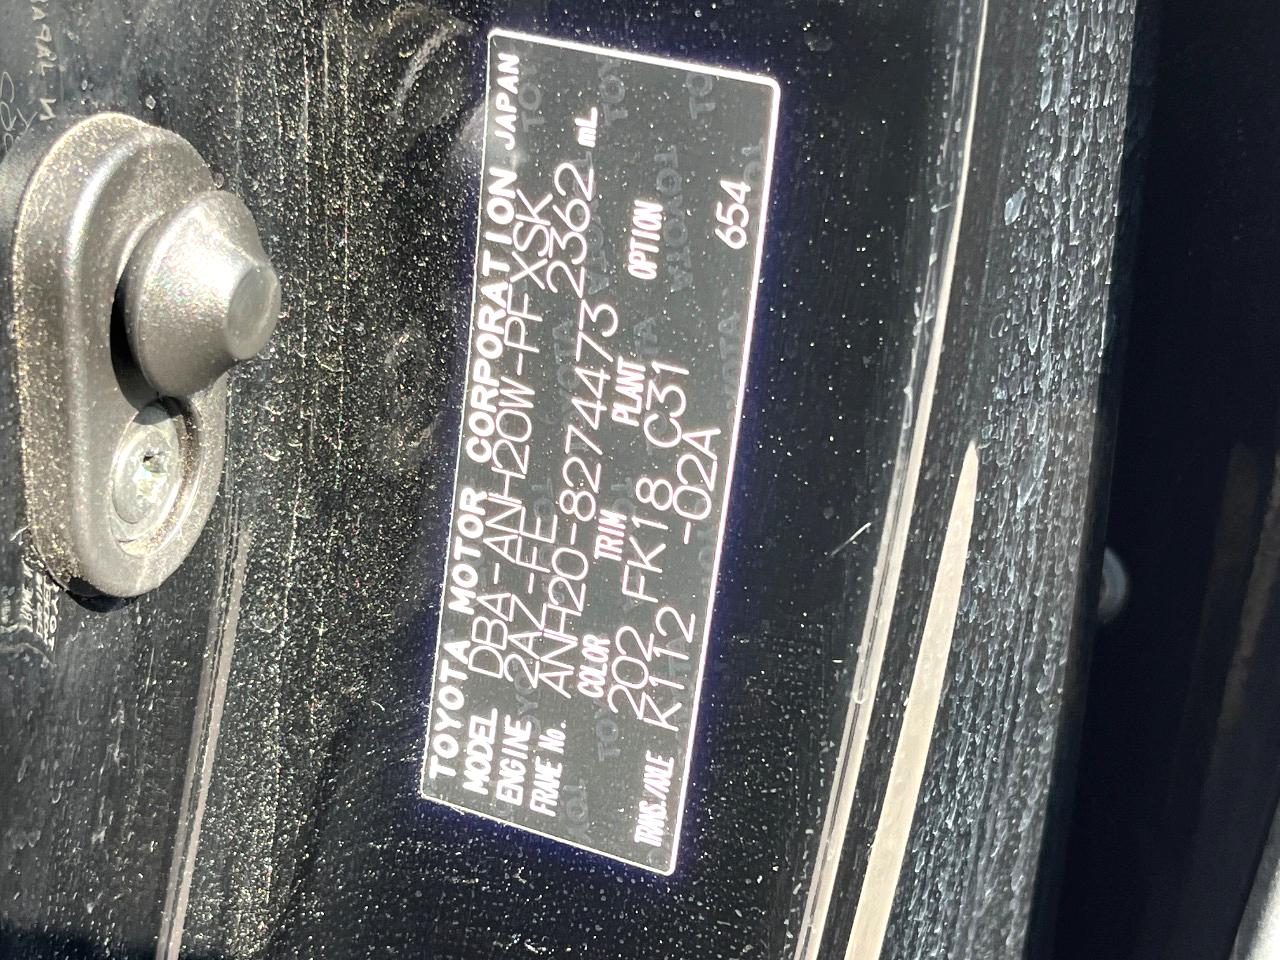 TOYOTA MOTOR CORPORATION JAPAN
MODEL DBA-ANH20W-PFXSK
ENGINE 2AZ-FE 2362 mL
FRAME No. ANH20-8274473
COLOR TRIM PLANT OPTION
202 FK18 C31
TRANS./AXLE K112 -02A 654